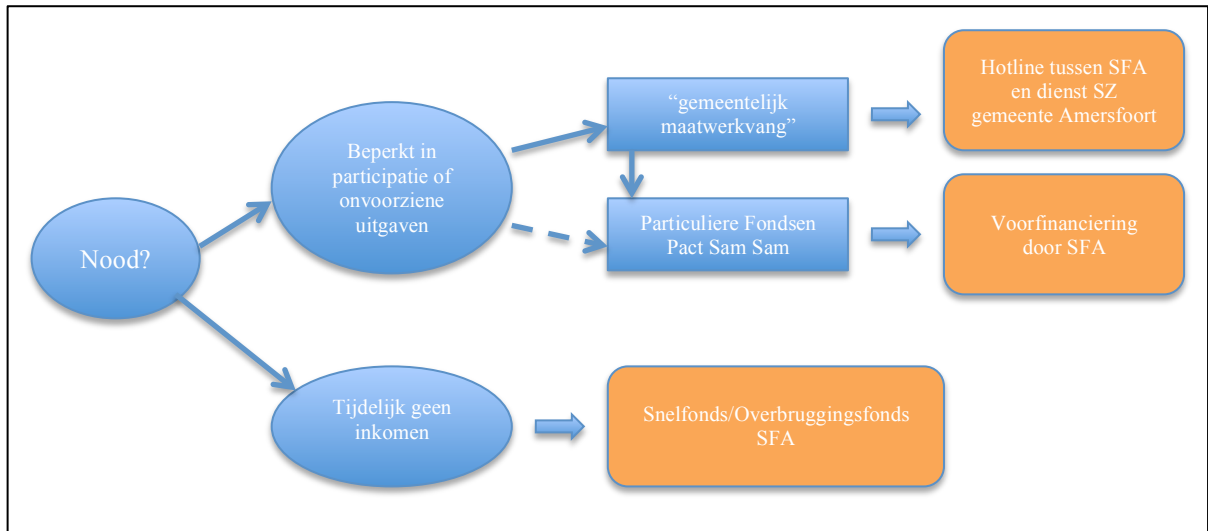 Nood?
Beperkt in
participatie of
onvoorziene
uitgaven
“gemeentelijk
maatwerkvang”
Hotline tussen SFA
en dienst SZ
gemeente Amersfoort
Particuliere Fondsen
Pact Sam Sam
Voorfinanciering
door SFA
Tijdelijk geen
inkomen
Snelfonds/Overbruggingsfonds
SFA